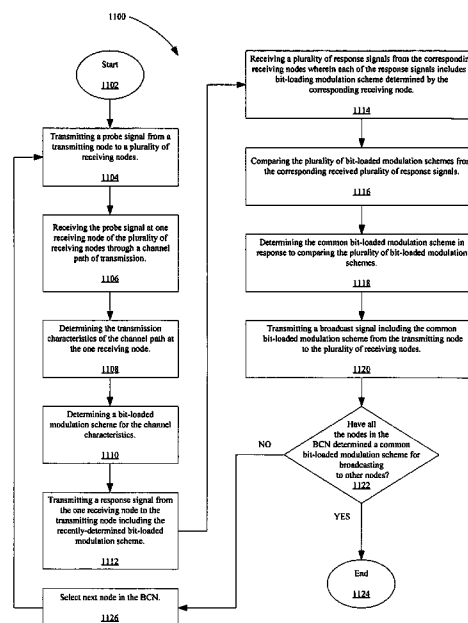 1100
Start
1102
Transmitting a probe signal from a
transmitting node to a plurality of
receiving nodes.
1104
Receiving the probe signal at one
receiving node of the plurality of
receiving nodes through a channel
path of transmission.
1106
Determining the transmission
characteristics of the channel path at
the one receiving node.
1108
Determining a bit-loaded
modulation scheme for the channel
characteristics.
1110
Transmitting a response signal from
the one receiving node to the
transmitting node including the
recently-determined bit-loaded
modulation scheme.
1112
Receiving a plurality of response signals from the corresponding
receiving nodes wherein each of the response signals includes a
bit-loading modulation scheme determined by the
corresponding receiving node.
1114
Comparing the plurality of bit-loaded modulation schemes from
the corresponding received plurality of response signals.
1116
Determining the common bit-loaded modulation scheme in
response to comparing the plurality of bit-loaded modulation
schemes.
1118
Transmitting a broadcast signal including the common
bit-loaded modulation scheme from the transmitting node
to the plurality of receiving nodes.
1120
Have all
the nodes in the
BCN determined a common
bit-loaded modulation scheme for
broadcasting
to other nodes?
1122
NO
YES
End
1124
Select next node in the BCN.
1126